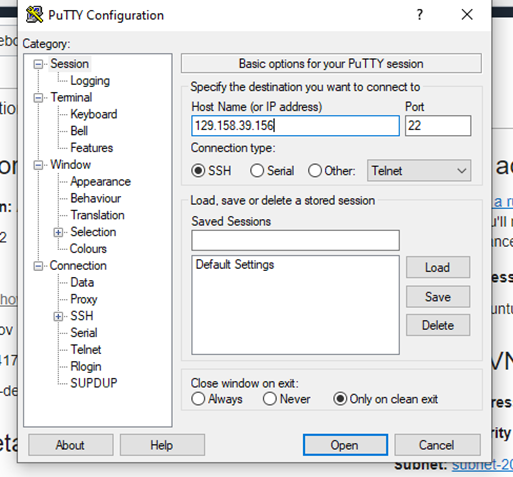 PuTTY Configuration
?
Category:
Session
Logging
Terminal
Keyboard
Bell
Features
Window
Appearance
Behaviour
Translation
Selection
Colours
Connection
Data
Proxy
SSH
Serial
Telnet
Rlogin
SUPDUP
Basic options for your PuTTY session
Specify the destination you want to connect to
Host Name (or IP address) Port
129.158.39.156 22
Connection type:
SSH Serial Other: Telnet
Load, save or delete a stored session
Saved Sessions
Default Settings
Load
Save
Delete
Close window on exit:
Always Never Only on clean exit
About Help Open Cancel
Subnet: subnet-20